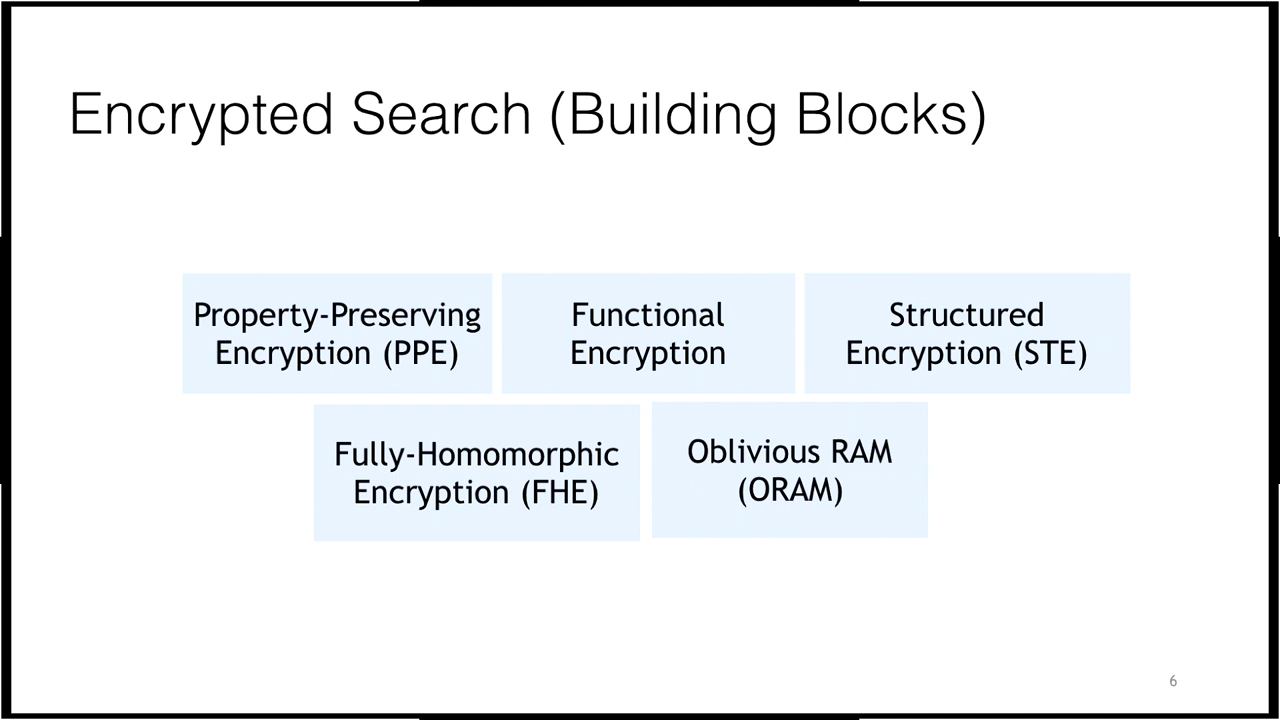 Encrypted Search (Building Blocks)
Property-Preserving
Encryption (PPE)
Functional
Encryption
Structured
Encryption (STE)
Fully-Homomorphic
Encryption (FHE)
Oblivious RAM
(ORAM)
6